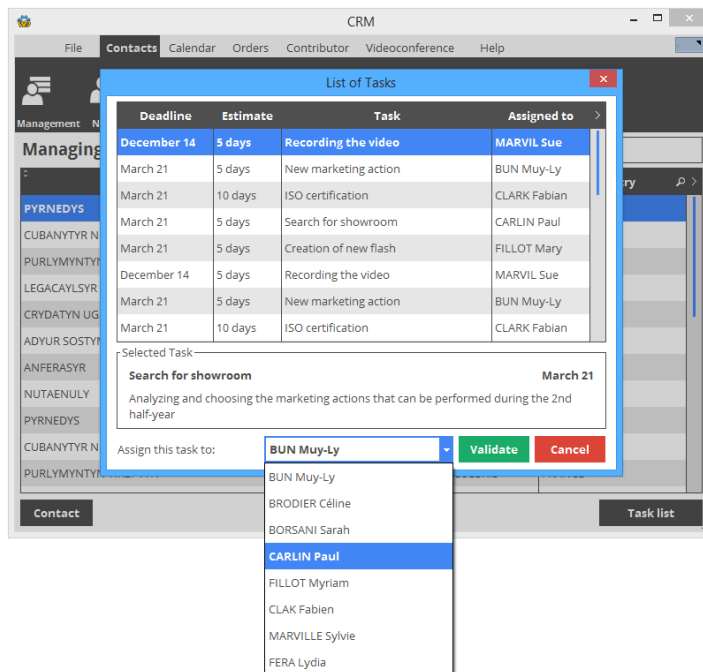 CRM
File Contacts Calendar Orders Contributor Videoconference Help
Management
Managing
List of Tasks
Deadline Estimate Task Assigned to
December 14 5 days Recording the video MARVIL Sue
March 21 5 days New marketing action BUN Muy-Ly
March 21 10 days ISO certification CLARK Fabian
March 21 5 days Search for showroom CARLIN Paul
March 21 5 days Creation of new flash FILLOT Mary
December 14 5 days Recording the video MARVIL Sue
March 21 5 days New marketing action BUN Muy-Ly
March 21 10 days ISO certification CLARK Fabian
PYRNEDYS
CUBANYTYR N
PURLYMYNTYN
LEGACAYLSYR
CRYDATYN UG
ADYUR SOSTYN
ANFERASYR
NUTAENULY
PYRNEDYS
CUBANYTYR N
PURLYMYNTYN
Selected Task
Search for showroom March 21
Analyzing and choosing the marketing actions that can be performed during the 2nd
half-year
Assign this task to: BUN Muy-Ly Validate Cancel
BUN Muy-Ly
BRODIER Céline
BORSANI Sarah
CARLIN Paul
FILLOT Myriam
CLAK Fabien
MARVILLE Sylvie
FERA Lydia
Contact Task list